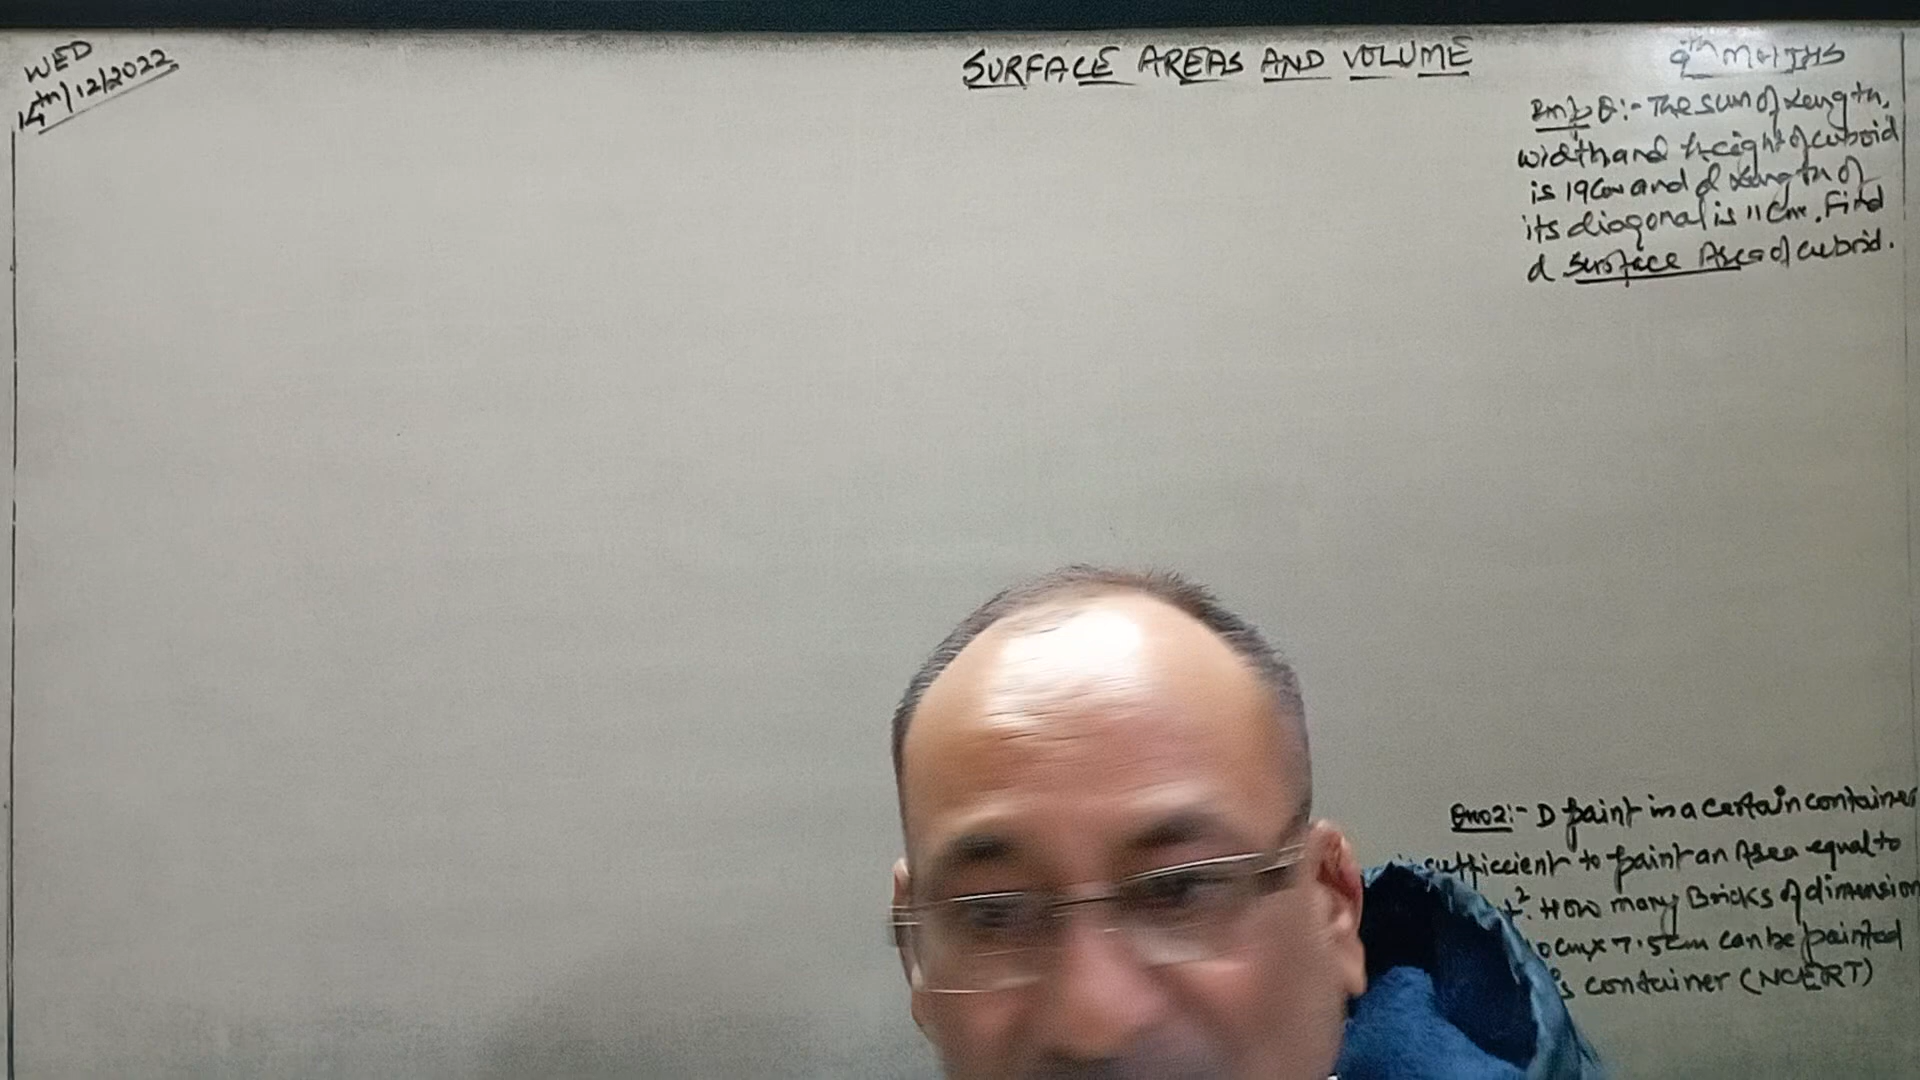 WED
14th/12/2022
SURFACE AREAS AND VOLUME
9th MATHS
Q:- The sum of Length,
width and height of cuboid
is 19cm and d Length of
its diagonal is 11cm. Find
d Surface Area of cuboid.
Qno2:- D paint in a certain container
sufficient to paint an Area equal to
How many Bricks of dimension
0cmx7.5cm can be painted
container (NCERT)